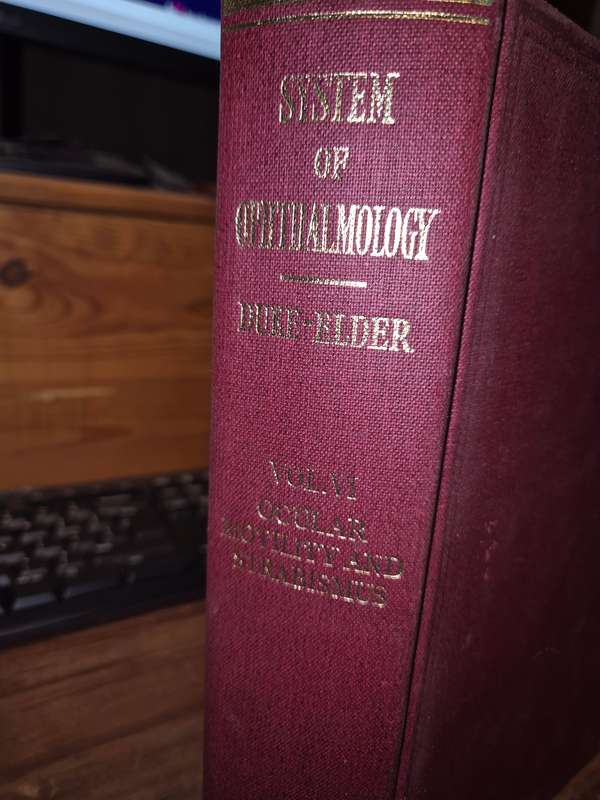 SYSTEM
OF
OPHTHALMOLOGY
DUKE-ELDER
VOL. VI
OCULAR
MOTILITY AND
STRABISMUS